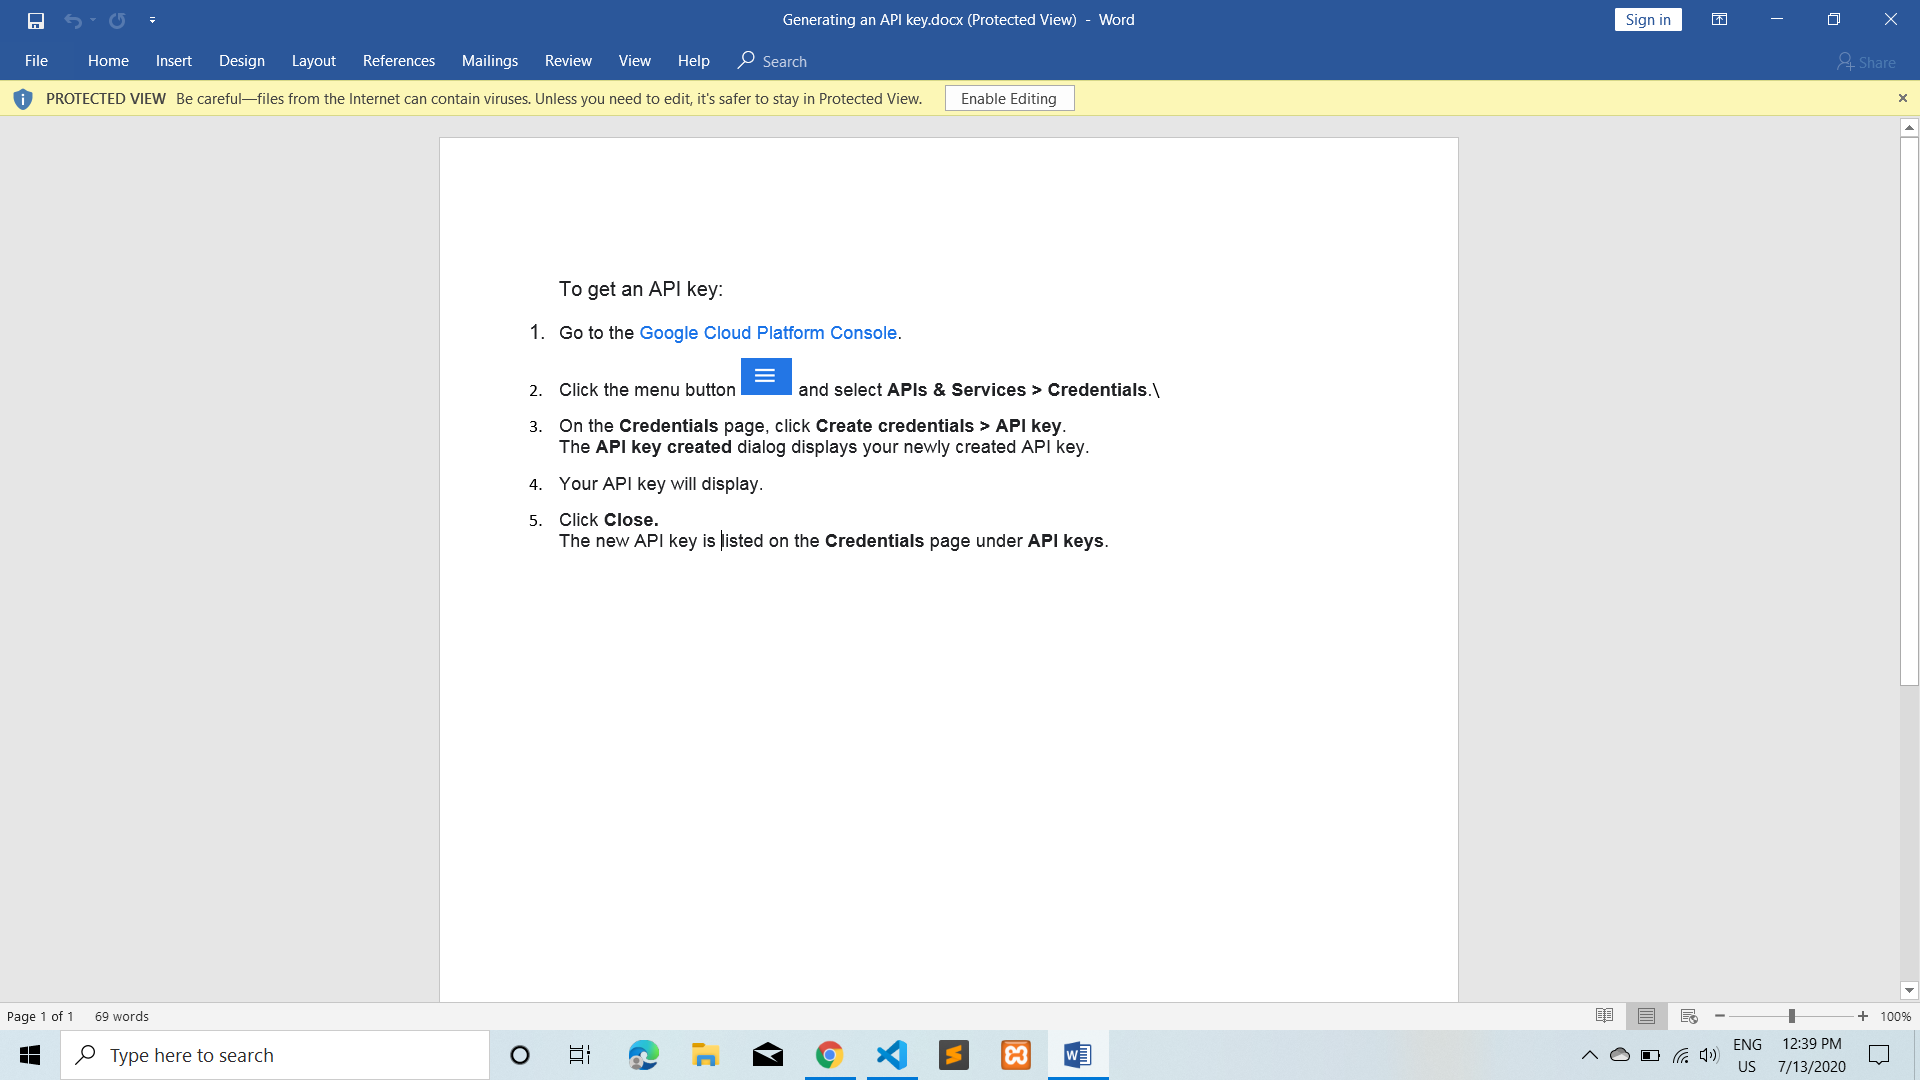 Generating an API key.docx (Protected View) - Word
Sign in
File Home Insert Design Layout References Mailings Review View Help Search Share
PROTECTED VIEW Be careful—files from the Internet can contain viruses. Unless you need to edit, it's safer to stay in Protected View. Enable Editing
To get an API key:
1. Go to the Google Cloud Platform Console.
2. Click the menu button and select APIs & Services > Credentials.\
3. On the Credentials page, click Create credentials > API key.
The API key created dialog displays your newly created API key.
4. Your API key will display.
5. Click Close.
The new API key is listed on the Credentials page under API keys.
Page 1 of 1 69 words 100%
Type here to search
ENG
US
12:39 PM
7/13/2020